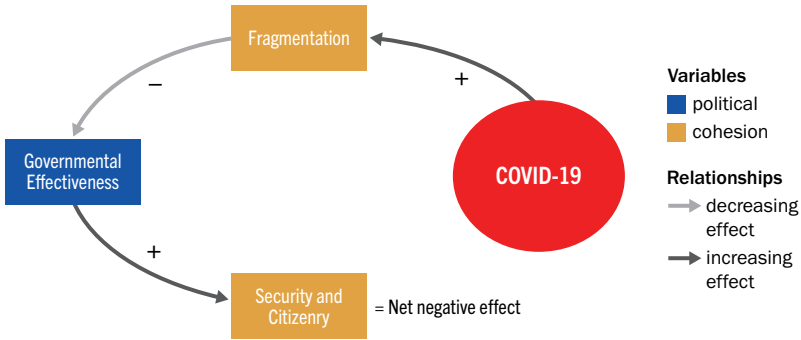 Fragmentation
+
−
COVID-19
Governmental
Effectiveness
+
Security and
Citizenry
= Net negative effect
Variables
political
cohesion
Relationships
decreasing
effect
increasing
effect